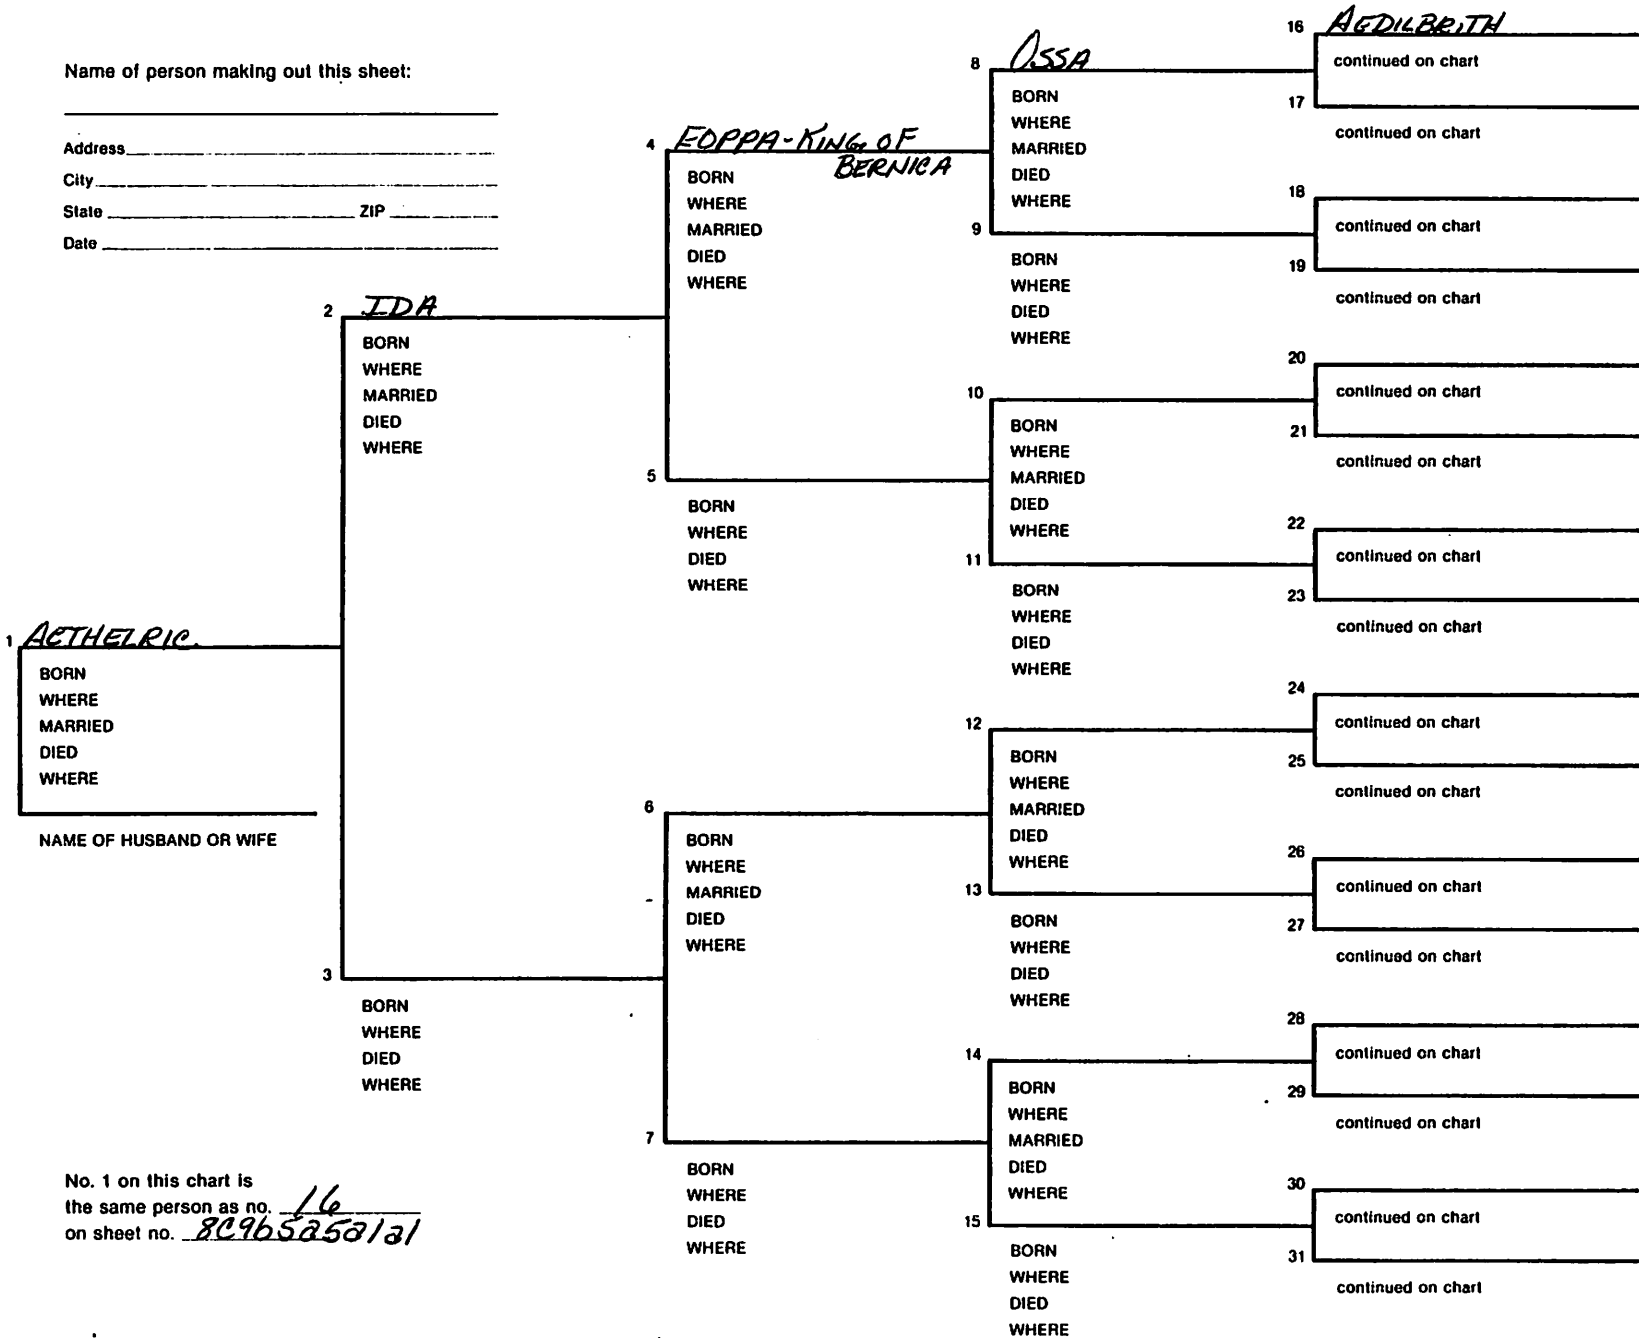 Name of person making out this sheet:
Address
City
State ZIP
Date
1 AETHELRIC.
BORN
WHERE
MARRIED
DIED
WHERE
NAME OF HUSBAND OR WIFE
No. 1 on this chart is
the same person as no. 16
on sheet no. 8C9b5a5a1a1
2 IDA
BORN
WHERE
MARRIED
DIED
WHERE
3
BORN
WHERE
DIED
WHERE
4 EOPPA-KING OF
BERNICA
BORN
WHERE
MARRIED
DIED
WHERE
5
BORN
WHERE
DIED
WHERE
6
BORN
WHERE
MARRIED
DIED
WHERE
7
BORN
WHERE
DIED
WHERE
8 OSSA
BORN
WHERE
MARRIED
DIED
WHERE
9
BORN
WHERE
DIED
WHERE
10
BORN
WHERE
MARRIED
DIED
WHERE
11
BORN
WHERE
DIED
WHERE
12
BORN
WHERE
MARRIED
DIED
WHERE
13
BORN
WHERE
DIED
WHERE
14
BORN
WHERE
MARRIED
DIED
WHERE
15
BORN
WHERE
DIED
WHERE
16 AEDILBRITH
continued on chart
17
continued on chart
18
continued on chart
19
continued on chart
20
continued on chart
21
continued on chart
22
continued on chart
23
continued on chart
24
continued on chart
25
continued on chart
26
continued on chart
27
continued on chart
28
continued on chart
29
continued on chart
30
continued on chart
31
continued on chart